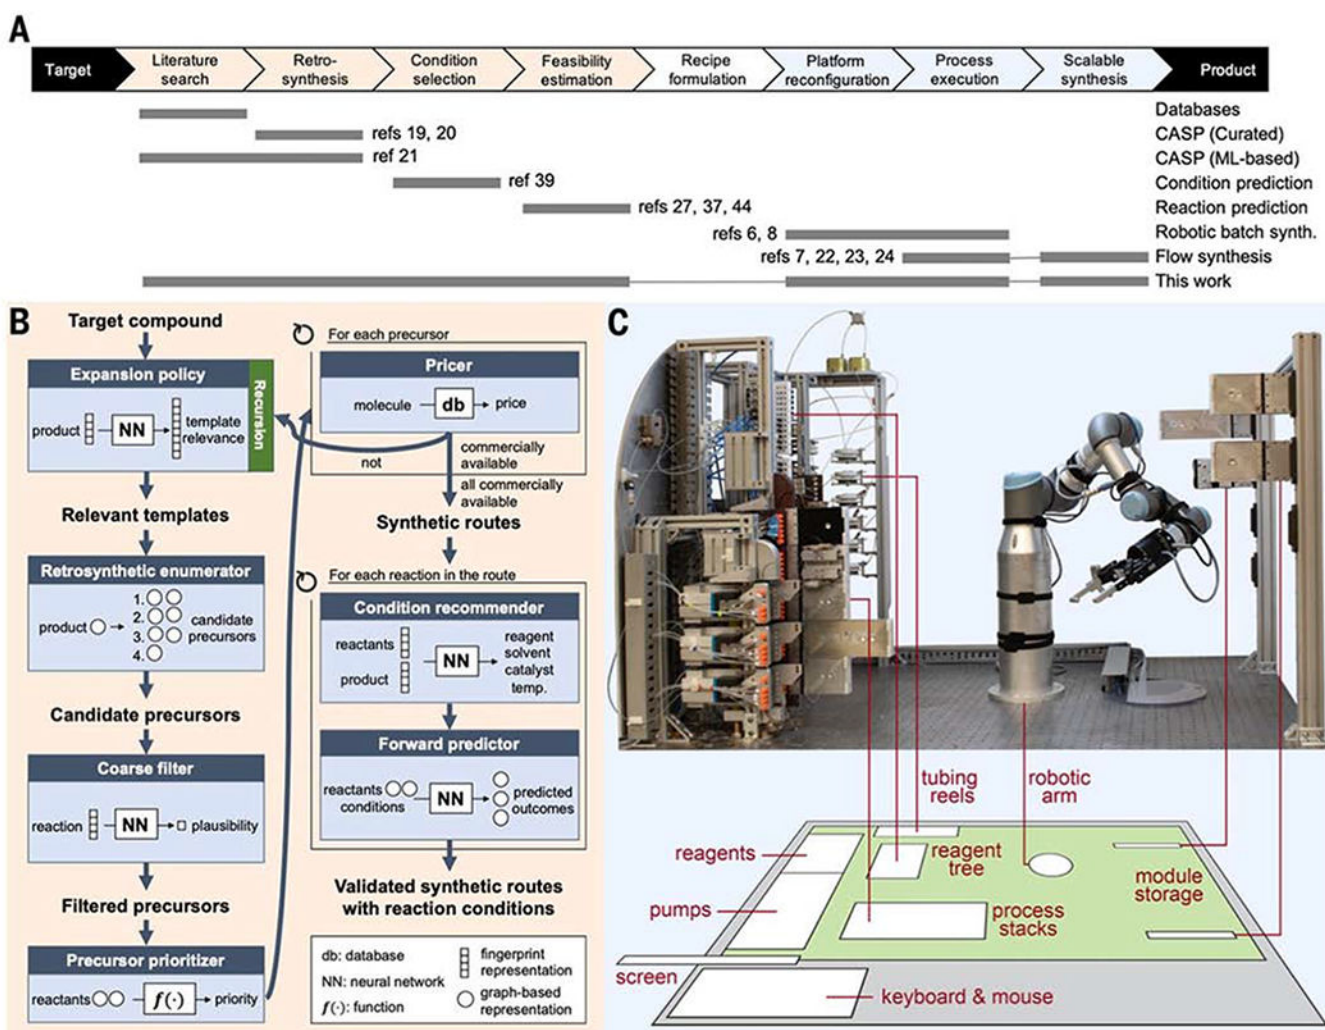 A
Target
Literature
search
Retro-
synthesis
Condition
selection
Feasibility
estimation
Recipe
formulation
Platform
reconfiguration
Process
execution
Scalable
synthesis
Product
Databases
refs 19, 20
CASP (Curated)
ref 21
CASP (ML-based)
ref 39
Condition prediction
refs 27, 37, 44
Reaction prediction
refs 6, 8
Robotic batch synth.
refs 7, 22, 23, 24
Flow synthesis
This work
B
Target compound
Expansion policy
Recursion
product
NN
template
relevance
Relevant templates
Retrosynthetic enumerator
product
1.
2.
3.
4.
candidate
precursors
Candidate precursors
Coarse filter
reaction
NN
plausibility
Filtered precursors
Precursor prioritizer
reactants
f(·)
priority
For each precursor
Pricer
molecule
db
price
not
commercially
available
all commercially
available
Synthetic routes
For each reaction in the route
Condition recommender
reactants
product
NN
reagent
solvent
catalyst
temp.
Forward predictor
reactants
conditions
NN
predicted
outcomes
Validated synthetic routes
with reaction conditions
db: database
NN: neural network
f(·): function
fingerprint
representation
graph-based
representation
C
tubing
reels
robotic
arm
reagents
reagent
tree
module
storage
pumps
process
stacks
screen
keyboard & mouse